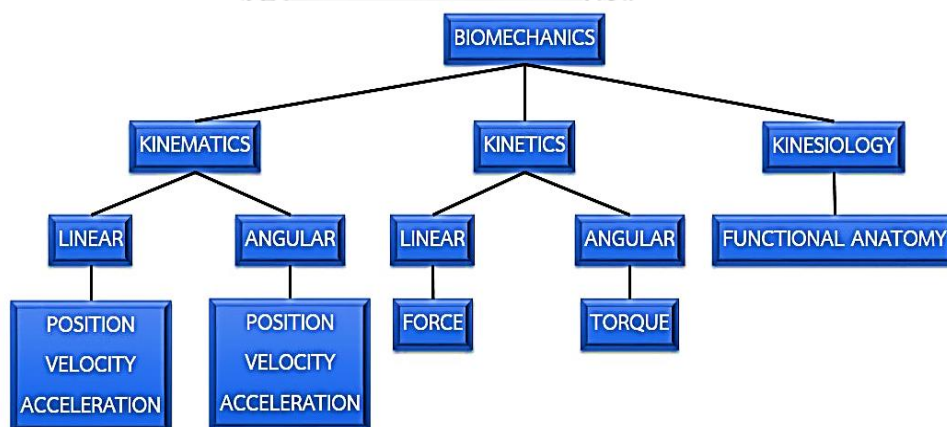 BIOMECHANICS
KINEMATICS
KINETICS
KINESIOLOGY
LINEAR
ANGULAR
LINEAR
ANGULAR
FUNCTIONAL ANATOMY
POSITION
VELOCITY
ACCELERATION
POSITION
VELOCITY
ACCELERATION
FORCE
TORQUE